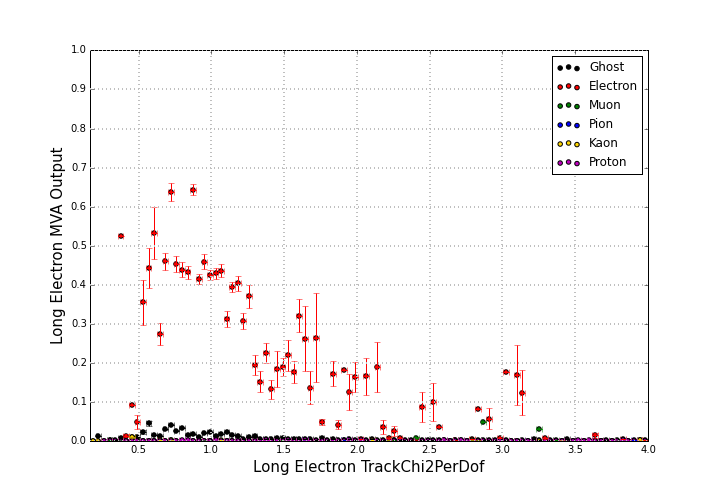 1.0
0.9
0.8
0.7
0.6
0.5
0.4
0.3
0.2
0.1
0.0
Long Electron MVA Output
Ghost
Electron
Muon
Pion
Kaon
Proton
0.5 1.0 1.5 2.0 2.5 3.0 3.5 4.0
Long Electron TrackChi2PerDof